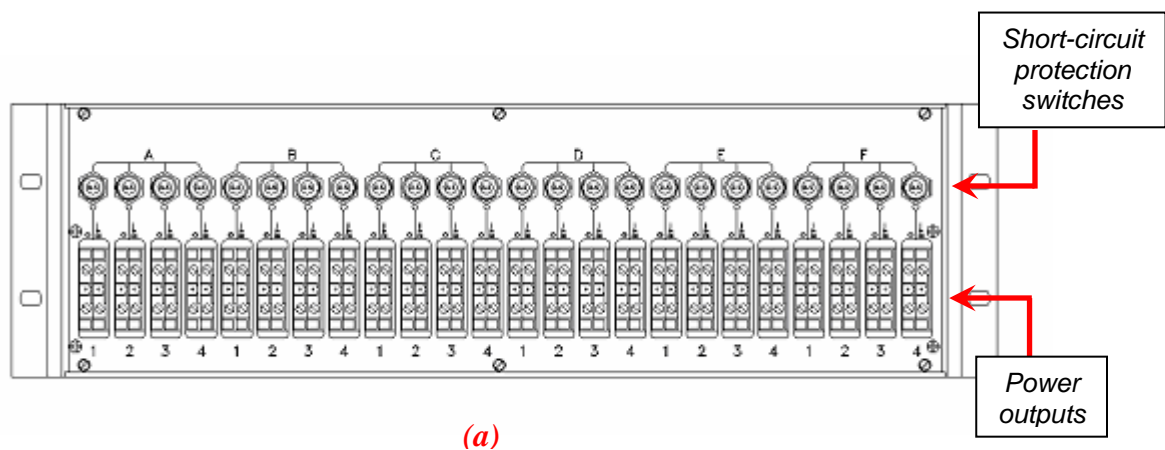 Short-circuit
protection
switches
A B C D E F
1 2 3 4 1 2 3 4 1 2 3 4 1 2 3 4 1 2 3 4 1 2 3 4
Power
outputs
(a)